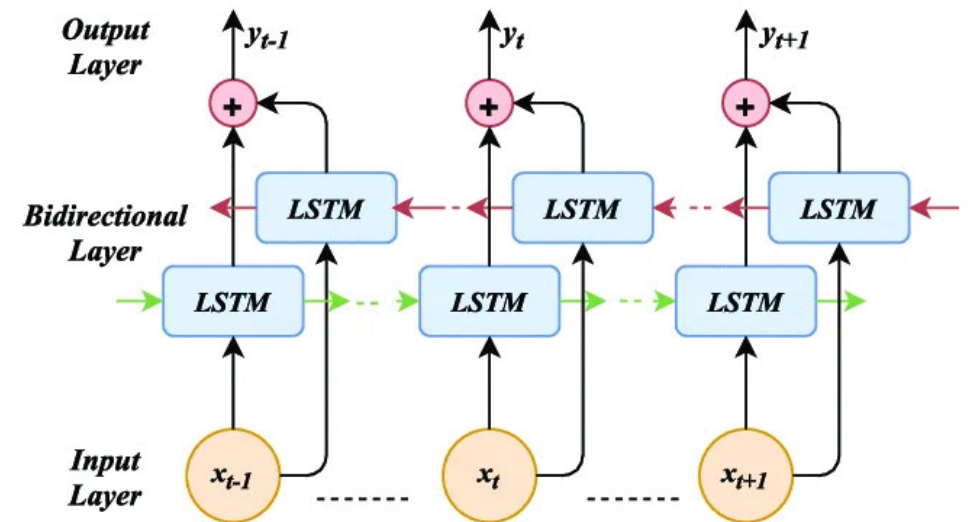 Output
Layer
y_{t-1}
y_t
y_{t+1}
+
+
+
Bidirectional
Layer
LSTM
LSTM
LSTM
LSTM
LSTM
LSTM
Input
Layer
x_{t-1}
x_t
x_{t+1}